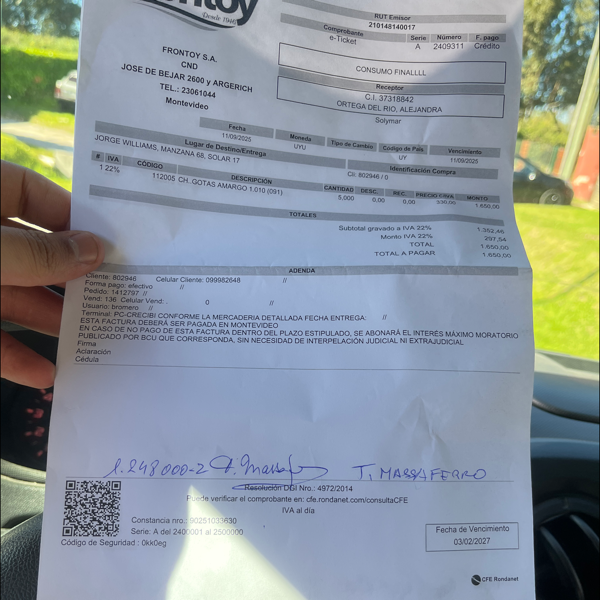 ontoy
Desde 1946
FRONTOY S.A.
CND
JOSE DE BEJAR 2600 y ARGERICH
TEL.: 23061044
Montevideo
RUT Emisor
210148140017
Comprobante Serie Número F. pago
e-Ticket A 2409311 Crédito
CONSUMO FINALLLL
Receptor
C.I. 37318842
ORTEGA DEL RIO, ALEJANDRA
Solymar
Fecha Moneda Tipo de Cambio Código de País Vencimiento
11/09/2025 UYU UY 11/09/2025
Lugar de Destino/Entrega Identificación Compra
JORGE WILLIAMS, MANZANA 68, SOLAR 17 Cli: 802946 / 0
# IVA CÓDIGO DESCRIPCIÓN CANTIDAD DESC. REC. PRECIO C/IVA MONTO
1 22% 112005 CH. GOTAS AMARGO 1.010 (091) 5,000 0,00 0,00 330,00 1.650,00
TOTALES
Subtotal gravado a IVA 22% 1.352,46
Monto IVA 22% 297,54
TOTAL 1.650,00
TOTAL A PAGAR 1.650,00
ADENDA
Cliente: 802946 Celular Cliente: 099982648 //
Forma pago: efectivo //
Pedido: 1412797 //
Vend: 136 Celular Vend: 0 //
Usuario: bromero //
Terminal: PC-CRECIBI CONFORME LA MERCADERIA DETALLADA FECHA ENTREGA: //
ESTA FACTURA DEBERÁ SER PAGADA EN MONTEVIDEO
EN CASO DE NO PAGO DE ESTA FACTURA DENTRO DEL PLAZO ESTIPULADO, SE ABONARÁ EL INTERÉS MÁXIMO MORATORIO
PUBLICADO POR BCU QUE CORRESPONDA, SIN NECESIDAD DE INTERPELACIÓN JUDICIAL NI EXTRAJUDICIAL
Firma
Aclaración
Cédula
1.248000-2 T. MASSAFERRO
Resolución DGI Nro.: 4972/2014
Puede verificar el comprobante en: cfe.rondanet.com/consultaCFE
IVA al día
Constancia nro.: 90251033630
Serie: A del 2400001 al 2500000
Código de Seguridad : 0kk0eg
Fecha de Vencimiento
03/02/2027
CFE Rondanet